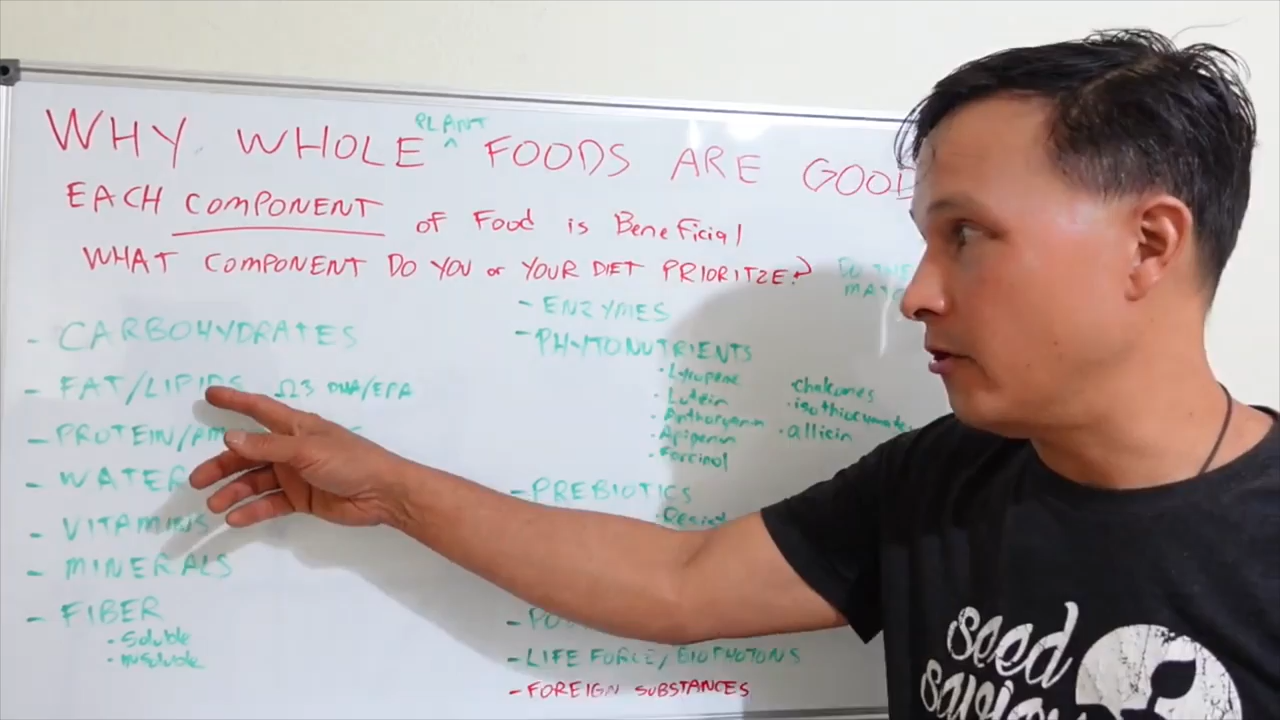 WHY WHOLE PLANT FOODS ARE GOOD
EACH COMPONENT of Food is Beneficial
WHAT COMPONENT DO YOU or YOUR DIET PRIORITZE?
- CARBOHYDRATES
- FAT/LIPIDS Ω3 DHA/EPA
- PROTEIN/
- WATER
- VITAMINS
- MINERALS
- FIBER
• Soluble
• Insoluble
- ENZYMES
- PHYTONUTRIENTS
• Lycopene
• Lutein
• Anthocyanin
• Apigenin
• chalcones
• allicin
- PREBIOTICS
- LIFE FORCE/BIOPHOTONS
- FOREIGN SUBSTANCES
seed